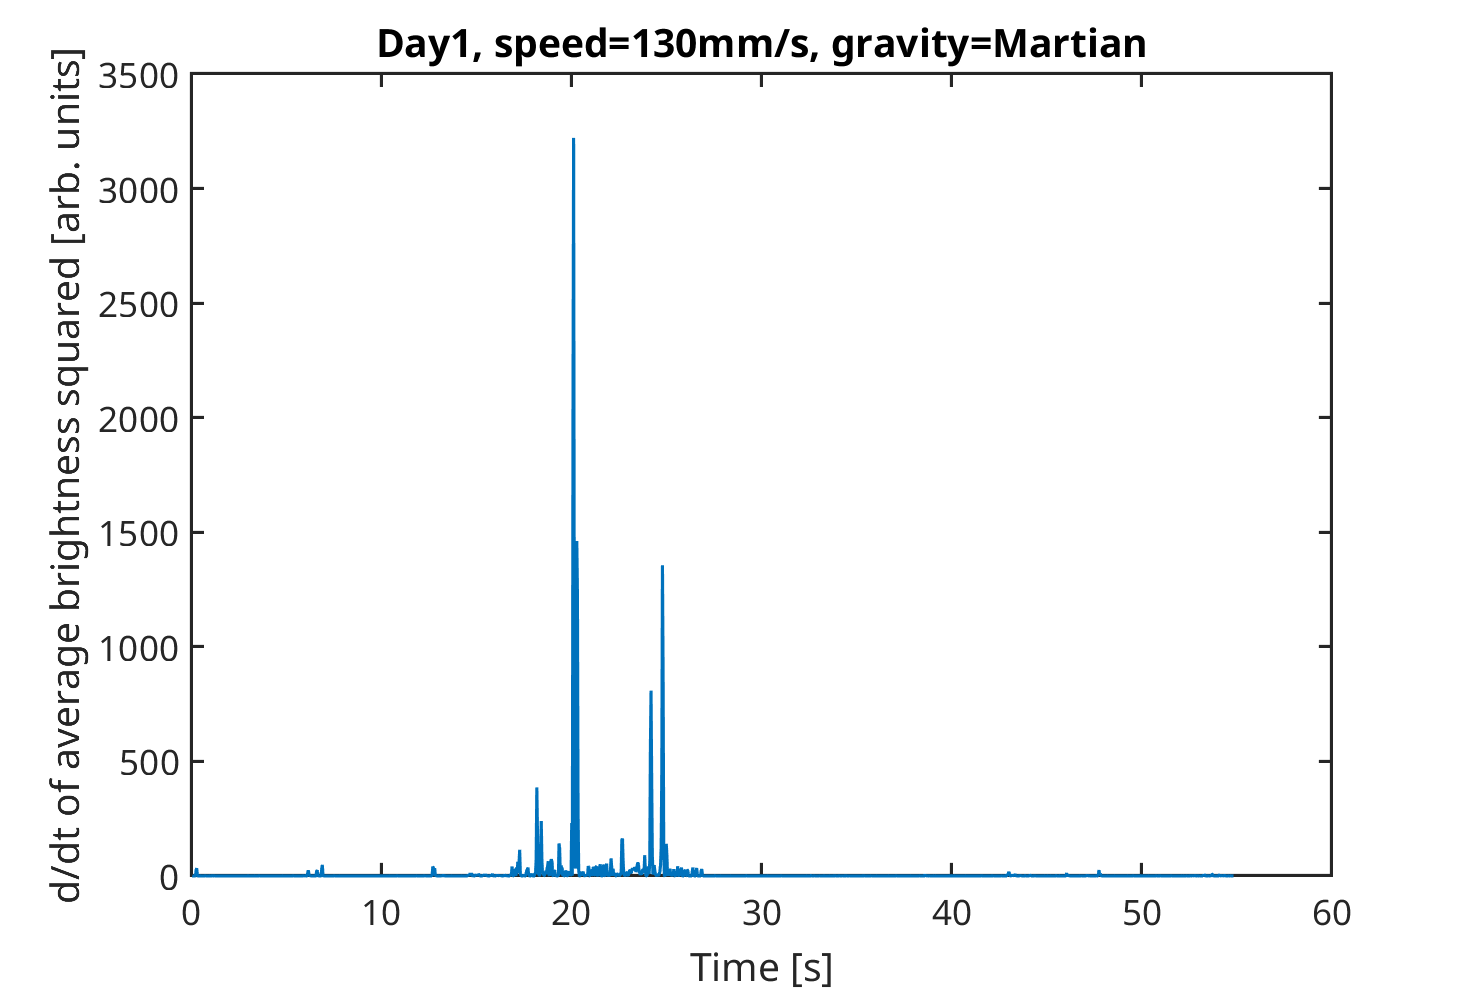 Day1, speed=130mm/s, gravity=Martian
d/dt of average brightness squared [arb. units]
3500
3000
2500
2000
1500
1000
500
0
0 10 20 30 40 50 60
Time [s]